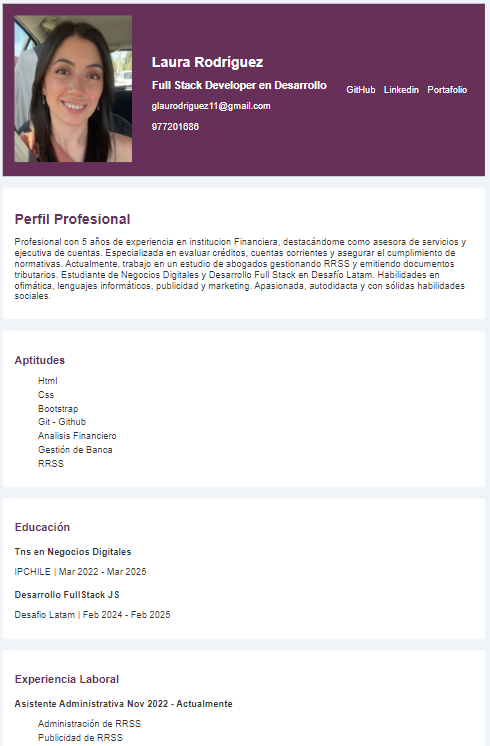 Laura Rodríguez
Full Stack Developer en Desarrollo
glaurodriguez11@gmail.com
977201686
GitHub Linkedin Portafolio
Perfil Profesional
Profesional con 5 años de experiencia en institucion Financiera, destacándome como asesora de servicios y
ejecutiva de cuentas. Especializada en evaluar créditos, cuentas corrientes y asegurar el cumplimiento de
normativas. Actualmente, trabajo en un estudio de abogados gestionando RRSS y emitiendo documentos
tributarios. Estudiante de Negocios Digitales y Desarrollo Full Stack en Desafío Latam. Habilidades en
ofimática, lenguajes informáticos, publicidad y marketing. Apasionada, autodidacta y con sólidas habilidades
sociales.
Aptitudes
Html
Css
Bootstrap
Git - Github
Analisis Financiero
Gestión de Banca
RRSS
Educación
Tns en Negocios Digitales
IPCHILE | Mar 2022 - Mar 2025
Desarrollo FullStack JS
Desafio Latam | Feb 2024 - Feb 2025
Experiencia Laboral
Asistente Administrativa Nov 2022 - Actualmente
Administración de RRSS
Publicidad de RRSS